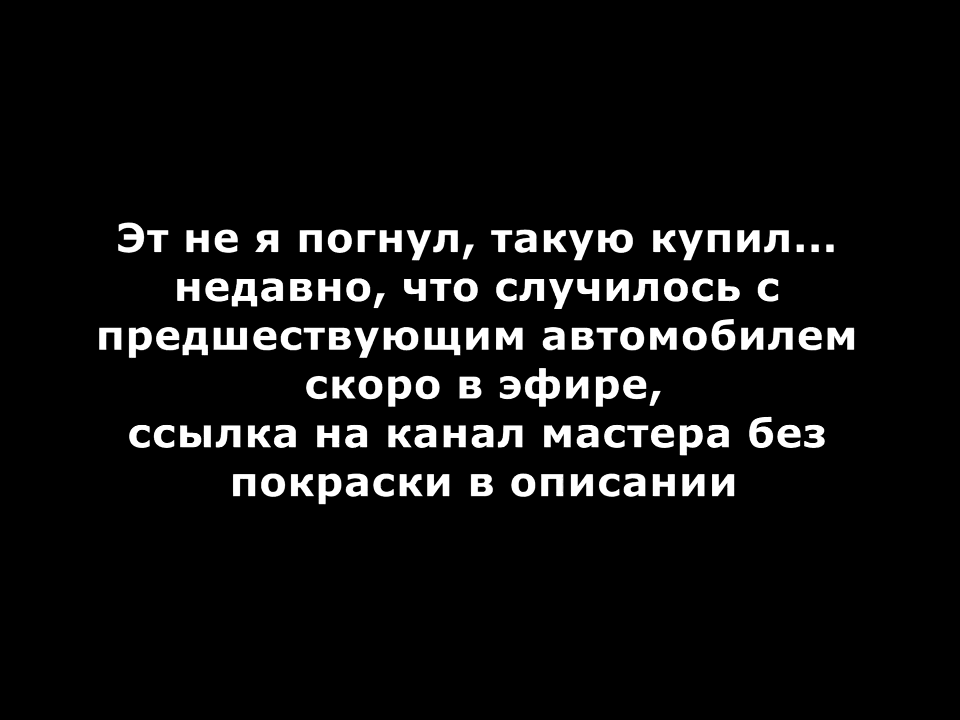 Эт не я погнул, такую купил...
недавно, что случилось с
предшествующим автомобилем
скоро в эфире,
ссылка на канал мастера без
покраски в описании